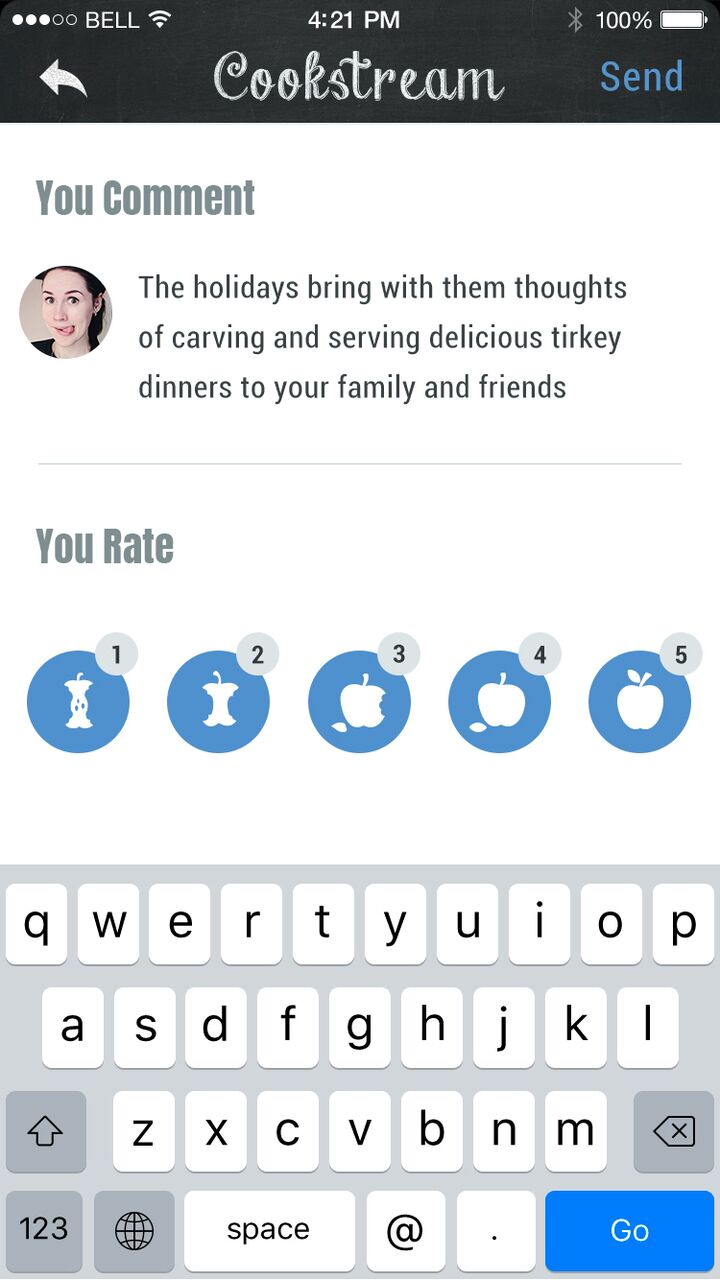 BELL 4:21 PM 100%
Cookstream Send
You Comment
The holidays bring with them thoughts
of carving and serving delicious tirkey
dinners to your family and friends
You Rate
1 2 3 4 5
q w e r t y u i o p
a s d f g h j k l
z x c v b n m
123 space @ . Go